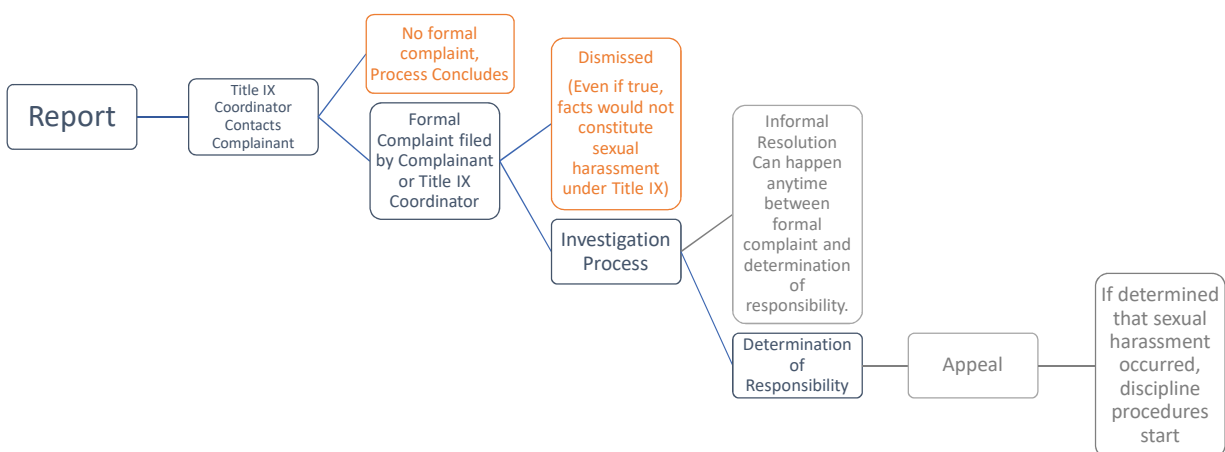 Report
Title IX
Coordinator
Contacts
Complainant
No formal
complaint,
Process Concludes
Formal
Complaint filed
by Complainant
or Title IX
Coordinator
Dismissed
(Even if true,
facts would not
constitute
sexual
harassment
under Title IX)
Investigation
Process
Informal
Resolution
Can happen
anytime
between
formal
complaint and
determination
of
responsibility.
Determination
of
Responsibility
Appeal
If determined
that sexual
harassment
occurred,
discipline
procedures
start